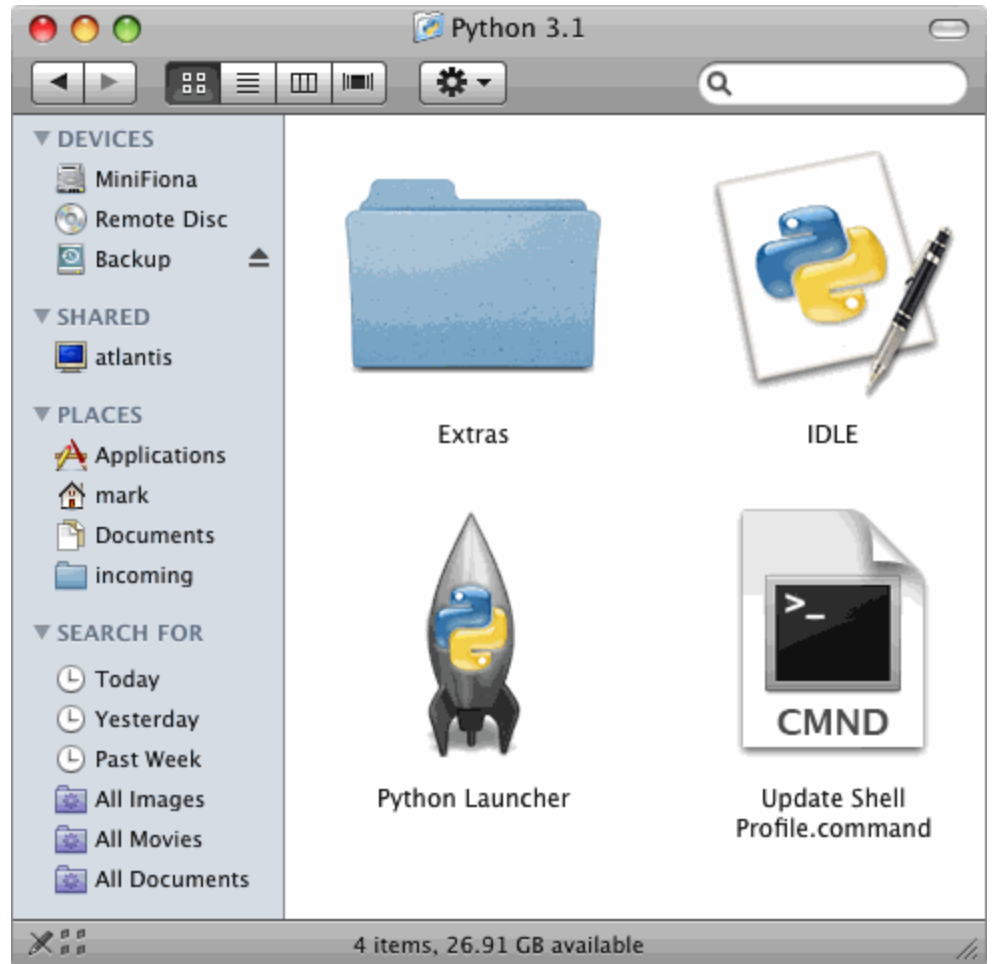 Python 3.1
DEVICES
MiniFiona
Remote Disc
Backup
SHARED
atlantis
PLACES
Applications
mark
Documents
incoming
SEARCH FOR
Today
Yesterday
Past Week
All Images
All Movies
All Documents
Extras
IDLE
Python Launcher
>_
CMND
Update Shell
Profile.command
4 items, 26.91 GB available